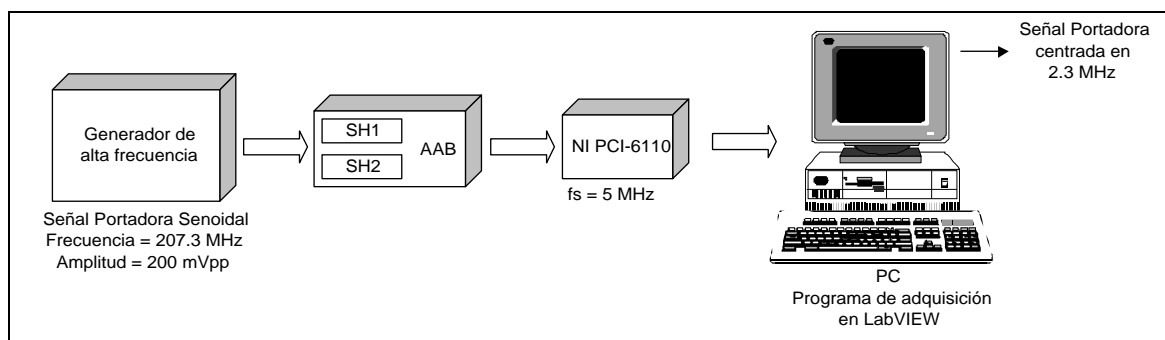 Generador de
alta frecuencia
Señal Portadora Senoidal
Frecuencia = 207.3 MHz
Amplitud = 200 mVpp
SH1
SH2
AAB
NI PCI-6110
fs = 5 MHz
PC
Programa de adquisición
en LabVIEW
Señal Portadora
centrada en
2.3 MHz